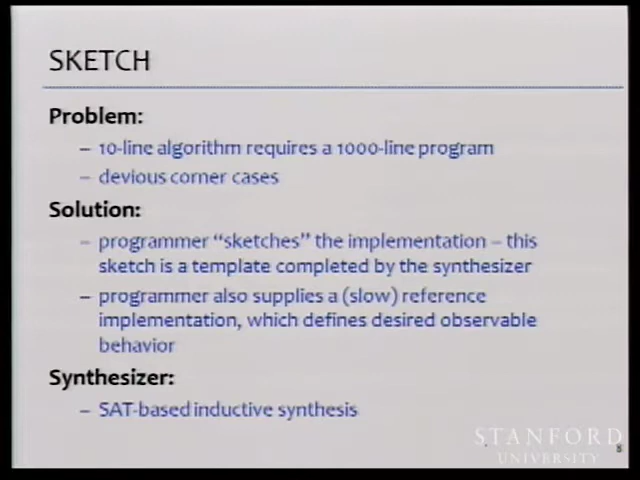 SKETCH
Problem:
– 10-line algorithm requires a 1000-line program
– devious corner cases
Solution:
– programmer “sketches” the implementation – this
sketch is a template completed by the synthesizer
– programmer also supplies a (slow) reference
implementation, which defines desired observable
behavior
Synthesizer:
– SAT-based inductive synthesis
STANFORD
UNIVERSITY
8